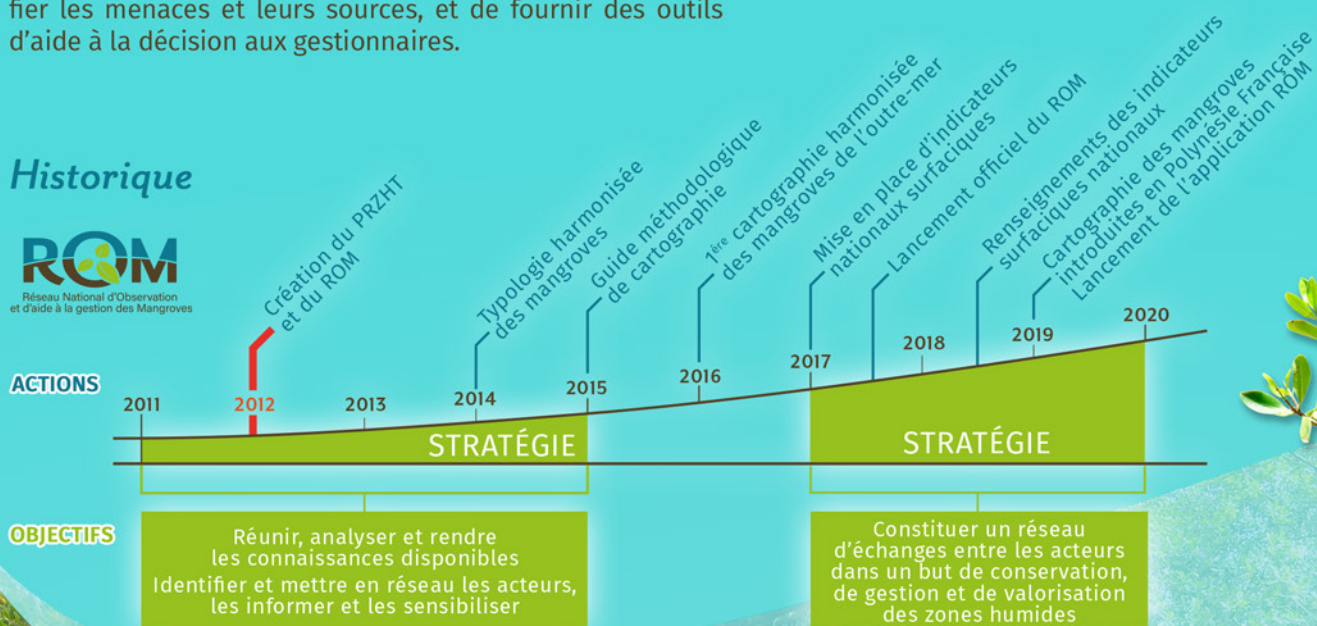 fier les menaces et leurs sources, et de fournir des outils
d'aide à la décision aux gestionnaires.
Historique
ROM
Réseau National d'Observation
et d'aide à la gestion des Mangroves
Création du PRZHT
et du ROM
Typologie harmonisée
des mangroves
Guide méthodologique
de cartographie
1ère cartographie harmonisée
des mangroves de l'outre-mer
Mise en place d'indicateurs
nationaux surfaciques
Lancement officiel du ROM
Renseignements des indicateurs
surfaciques nationaux
Cartographie des mangroves
introduites en Polynésie Française
Lancement de l'application ROM
ACTIONS
2011
2012
2013
2014
2015
2016
2017
2018
2019
2020
STRATÉGIE
STRATÉGIE
OBJECTIFS
Réunir, analyser et rendre
les connaissances disponibles
Identifier et mettre en réseau les acteurs,
les informer et les sensibiliser
Constituer un réseau
d'échanges entre les acteurs
dans un but de conservation,
de gestion et de valorisation
des zones humides